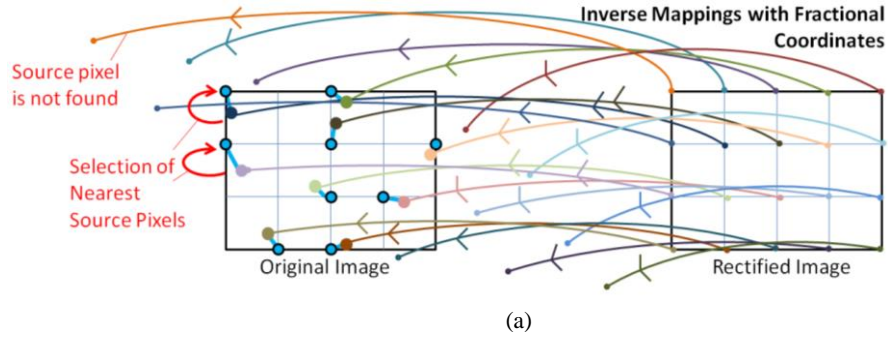 Inverse Mappings with Fractional
Coordinates
Source pixel
is not found
Selection of
Nearest
Source Pixels
Original Image
Rectified Image
(a)